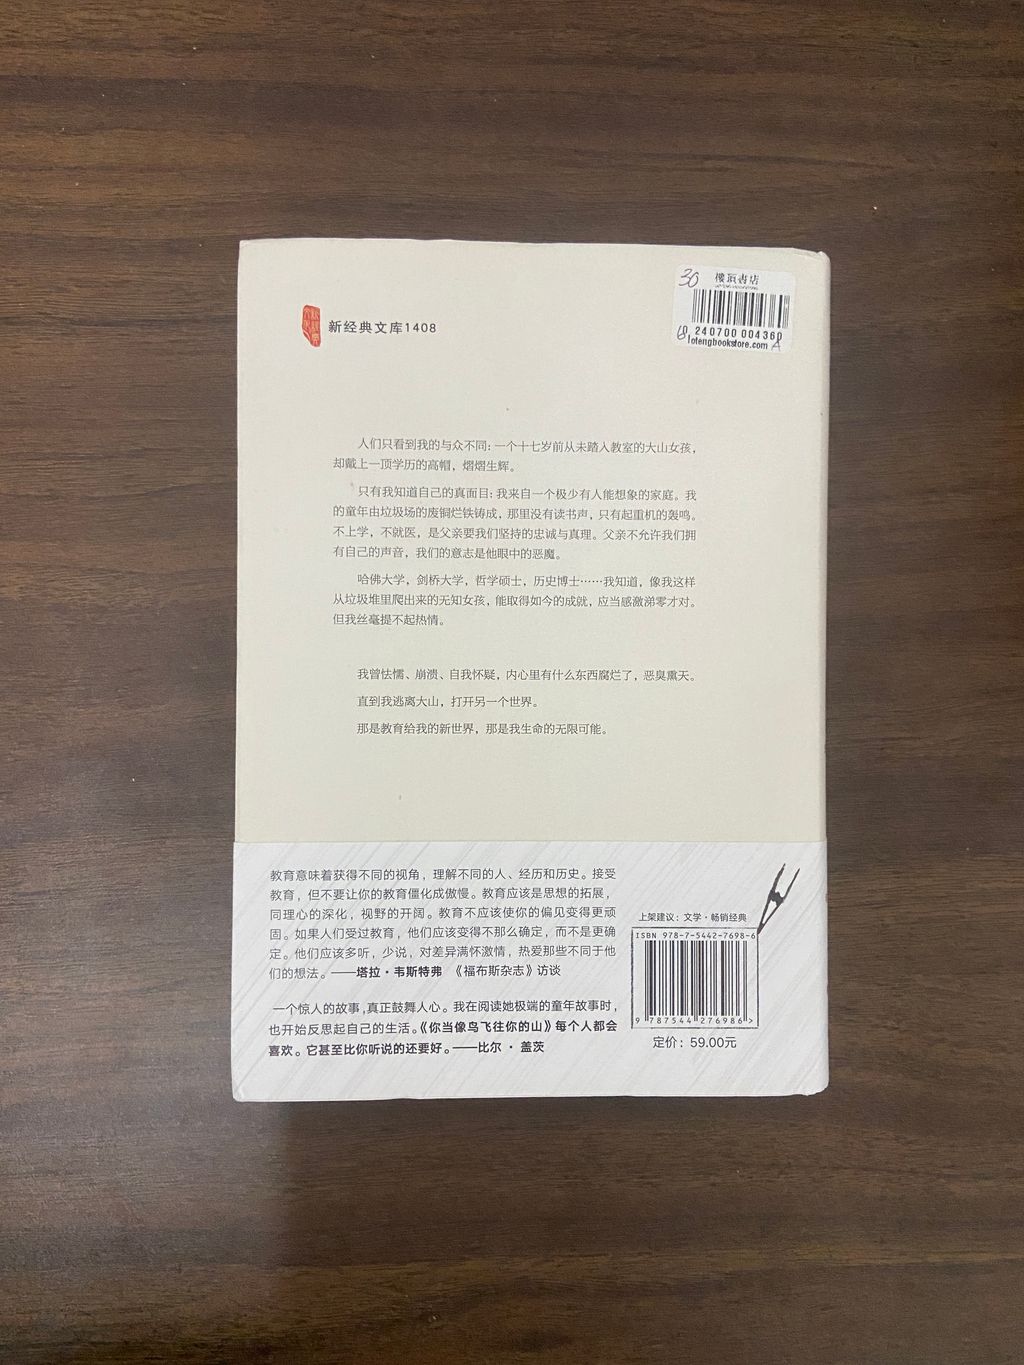 30
樓頂書店
0 240700 004360
68
A
lotengbookstore.com
新经典文库1408
人们只看到我的与众不同：一个十七岁前从未踏入教室的大山女孩，
却戴上一顶学历的高帽，熠熠生辉。
只有我知道自己的真面目：我来自一个极少有人能想象的家庭。我
的童年由垃圾场的废铜烂铁铸成，那里没有读书声，只有起重机的轰鸣。
不上学，不就医，是父亲要我们坚持的忠诚与真理。父亲不允许我们拥
有自己的声音，我们的意志是他眼中的恶魔。
哈佛大学，剑桥大学，哲学硕士，历史博士……我知道，像我这样
从垃圾堆里爬出来的无知女孩，能取得如今的成就，应当感激涕零才对。
但我丝毫提不起热情。
我曾怯懦、崩溃、自我怀疑，内心里有什么东西腐烂了，恶臭熏天。
直到我逃离大山，打开另一个世界。
那是教育给我的新世界，那是我生命的无限可能。
教育意味着获得不同的视角，理解不同的人、经历和历史。接受
教育，但不要让你的教育僵化成傲慢。教育应该是思想的拓展，
同理心的深化，视野的开阔。教育不应该使你的偏见变得更顽
固。如果人们受过教育，他们应该变得不那么确定，而不是更确
定。他们应该多听，少说，对差异满怀激情，热爱那些不同于他
们的想法。——塔拉·韦斯特弗 《福布斯杂志》访谈
一个惊人的故事，真正鼓舞人心。我在阅读她极端的童年故事时，
也开始反思起自己的生活。《你当像鸟飞往你的山》每个人都会
喜欢。它甚至比你听说的还要好。——比尔·盖茨
上架建议：文学·畅销经典
ISBN 978-7-5442-7698-6
9 787544 276986 >
定价：59.00元